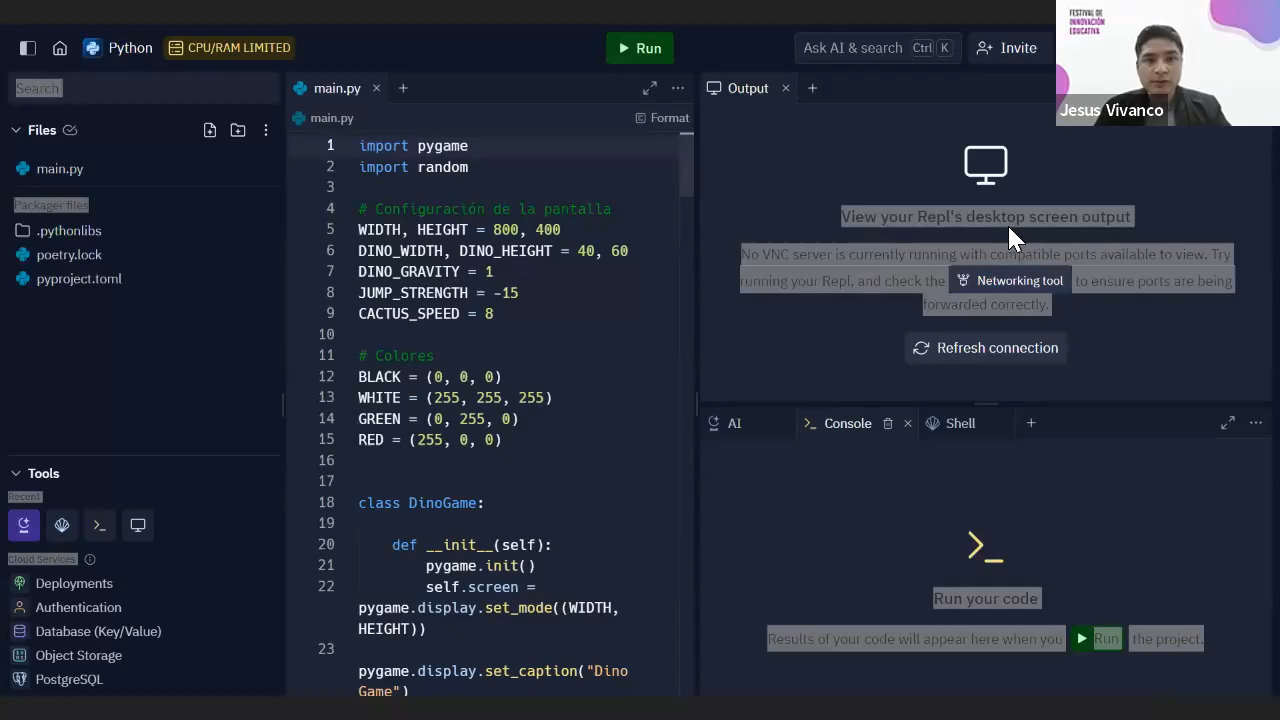 Python
CPU/RAM LIMITED
Run
Ask AI & search Ctrl K
Invite
FESTIVAL DE
INNOVACIÓN
EDUCATIVA
Jesus Vivanco
Search
Files
main.py
Packager files
.pythonlibs
poetry.lock
pyproject.toml
Tools
Recent
Cloud Services
Deployments
Authentication
Database (Key/Value)
Object Storage
PostgreSQL
main.py
main.py
Format
1 import pygame
2 import random
3
4 # Configuración de la pantalla
5 WIDTH, HEIGHT = 800, 400
6 DINO_WIDTH, DINO_HEIGHT = 40, 60
7 DINO_GRAVITY = 1
8 JUMP_STRENGTH = -15
9 CACTUS_SPEED = 8
10
11 # Colores
12 BLACK = (0, 0, 0)
13 WHITE = (255, 255, 255)
14 GREEN = (0, 255, 0)
15 RED = (255, 0, 0)
16
17
18 class DinoGame:
19
20 def __init__(self):
21 pygame.init()
22 self.screen =
pygame.display.set_mode((WIDTH,
HEIGHT))
23
pygame.display.set_caption("Dino
Game")
Output
View your Repl's desktop screen output
No VNC server is currently running with compatible ports available to view. Try
running your Repl, and check the Networking tool to ensure ports are being
forwarded correctly.
Refresh connection
AI
Console
Shell
Run your code
Results of your code will appear here when you Run the project.